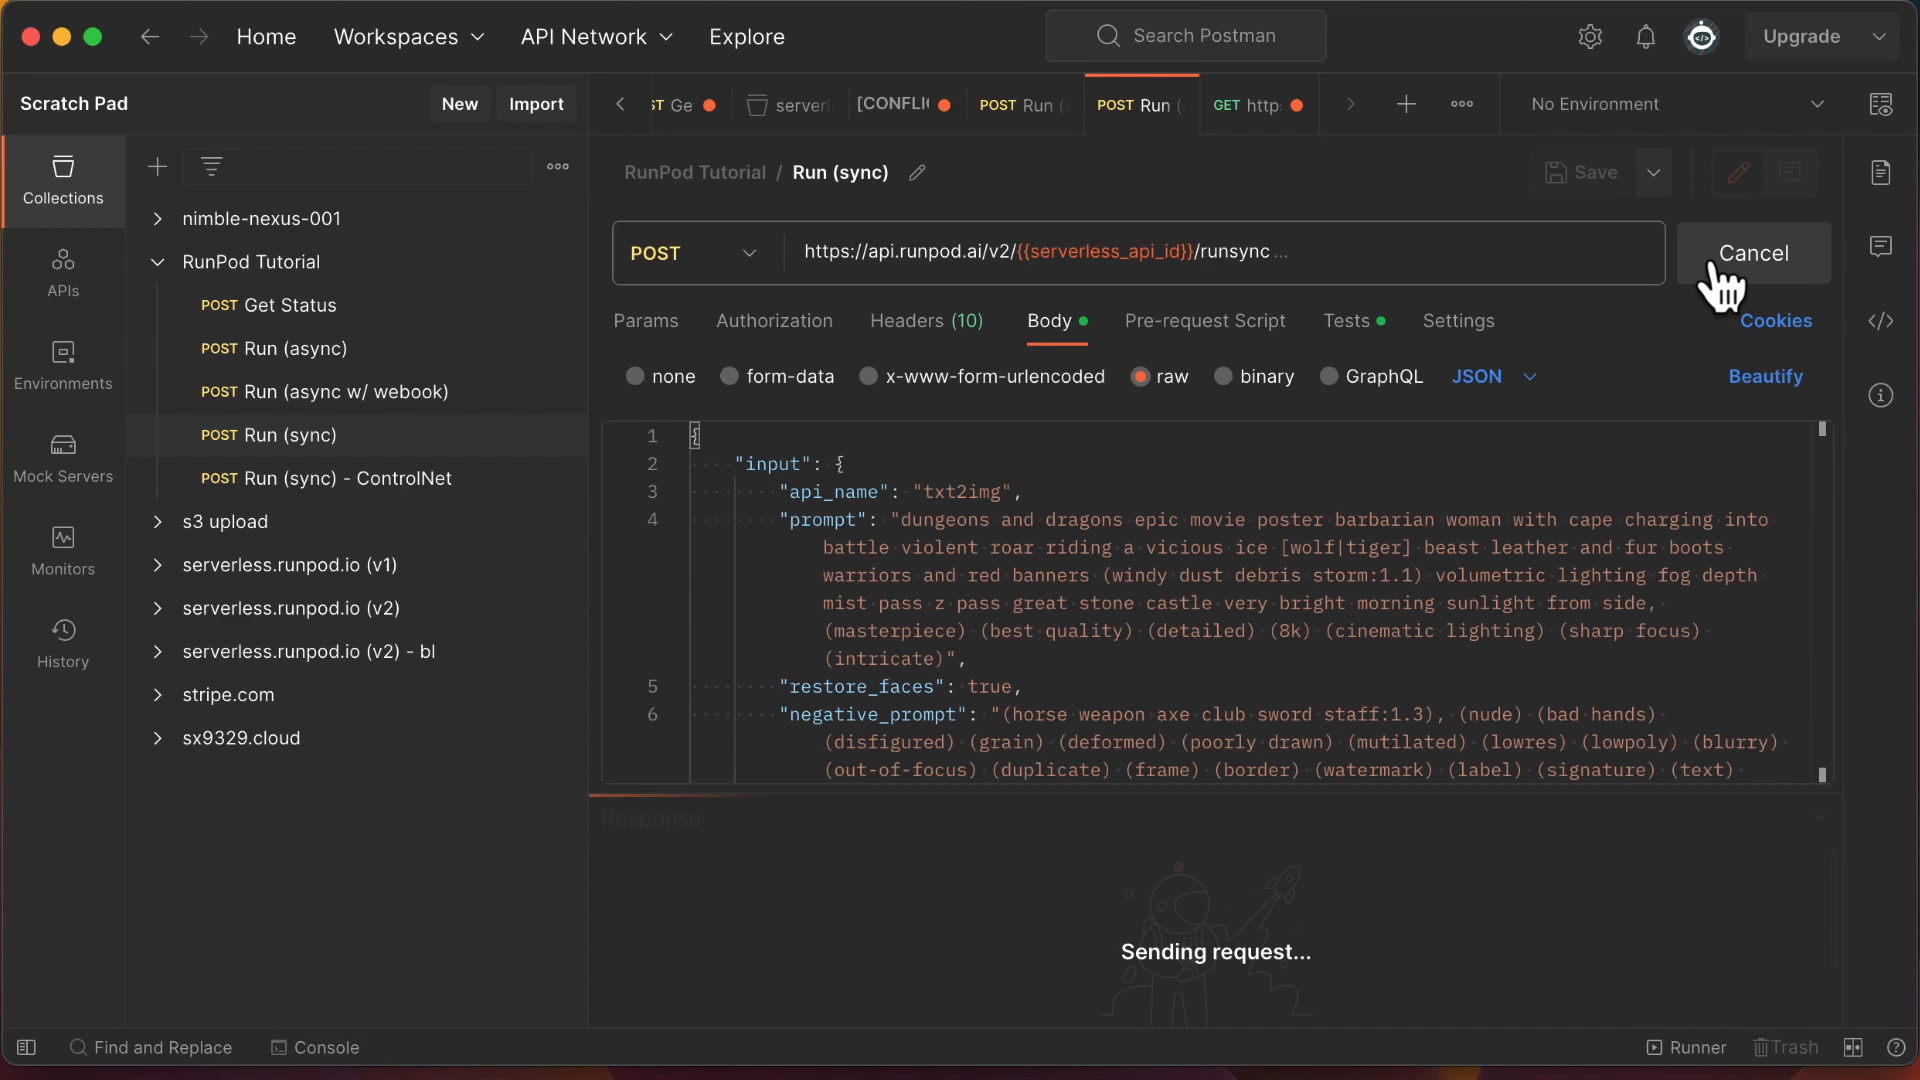 Home
Workspaces
API Network
Explore
Search Postman
Upgrade
Scratch Pad
New
Import
ST Ge
server
[CONFLI
POST Run (
POST Run (
GET http:
No Environment
Collections
APIs
Environments
Mock Servers
Monitors
History
nimble-nexus-001
RunPod Tutorial
POST Get Status
POST Run (async)
POST Run (async w/ webook)
POST Run (sync)
POST Run (sync) - ControlNet
s3 upload
serverless.runpod.io (v1)
serverless.runpod.io (v2)
serverless.runpod.io (v2) - bl
stripe.com
sx9329.cloud
RunPod Tutorial / Run (sync)
Save
POST
https://api.runpod.ai/v2/{{serverless_api_id}}/runsync ...
Cancel
Params
Authorization
Headers (10)
Body
Pre-request Script
Tests
Settings
Cookies
none
form-data
x-www-form-urlencoded
raw
binary
GraphQL
JSON
Beautify
1 {
2 "input": {
3 "api_name": "txt2img",
4 "prompt": "dungeons and dragons epic movie poster barbarian woman with cape charging into
battle violent roar riding a vicious ice [wolf|tiger] beast leather and fur boots
warriors and red banners (windy dust debris storm:1.1) volumetric lighting fog depth
mist pass z pass great stone castle very bright morning sunlight from side,
(masterpiece) (best quality) (detailed) (8k) (cinematic lighting) (sharp focus)
(intricate)",
5 "restore_faces": true,
6 "negative_prompt": "(horse weapon axe club sword staff:1.3), (nude) (bad hands)
(disfigured) (grain) (deformed) (poorly drawn) (mutilated) (lowres) (lowpoly) (blurry)
(out-of-focus) (duplicate) (frame) (border) (watermark) (label) (signature) (text)
Response
Sending request...
Find and Replace
Console
Runner
Trash